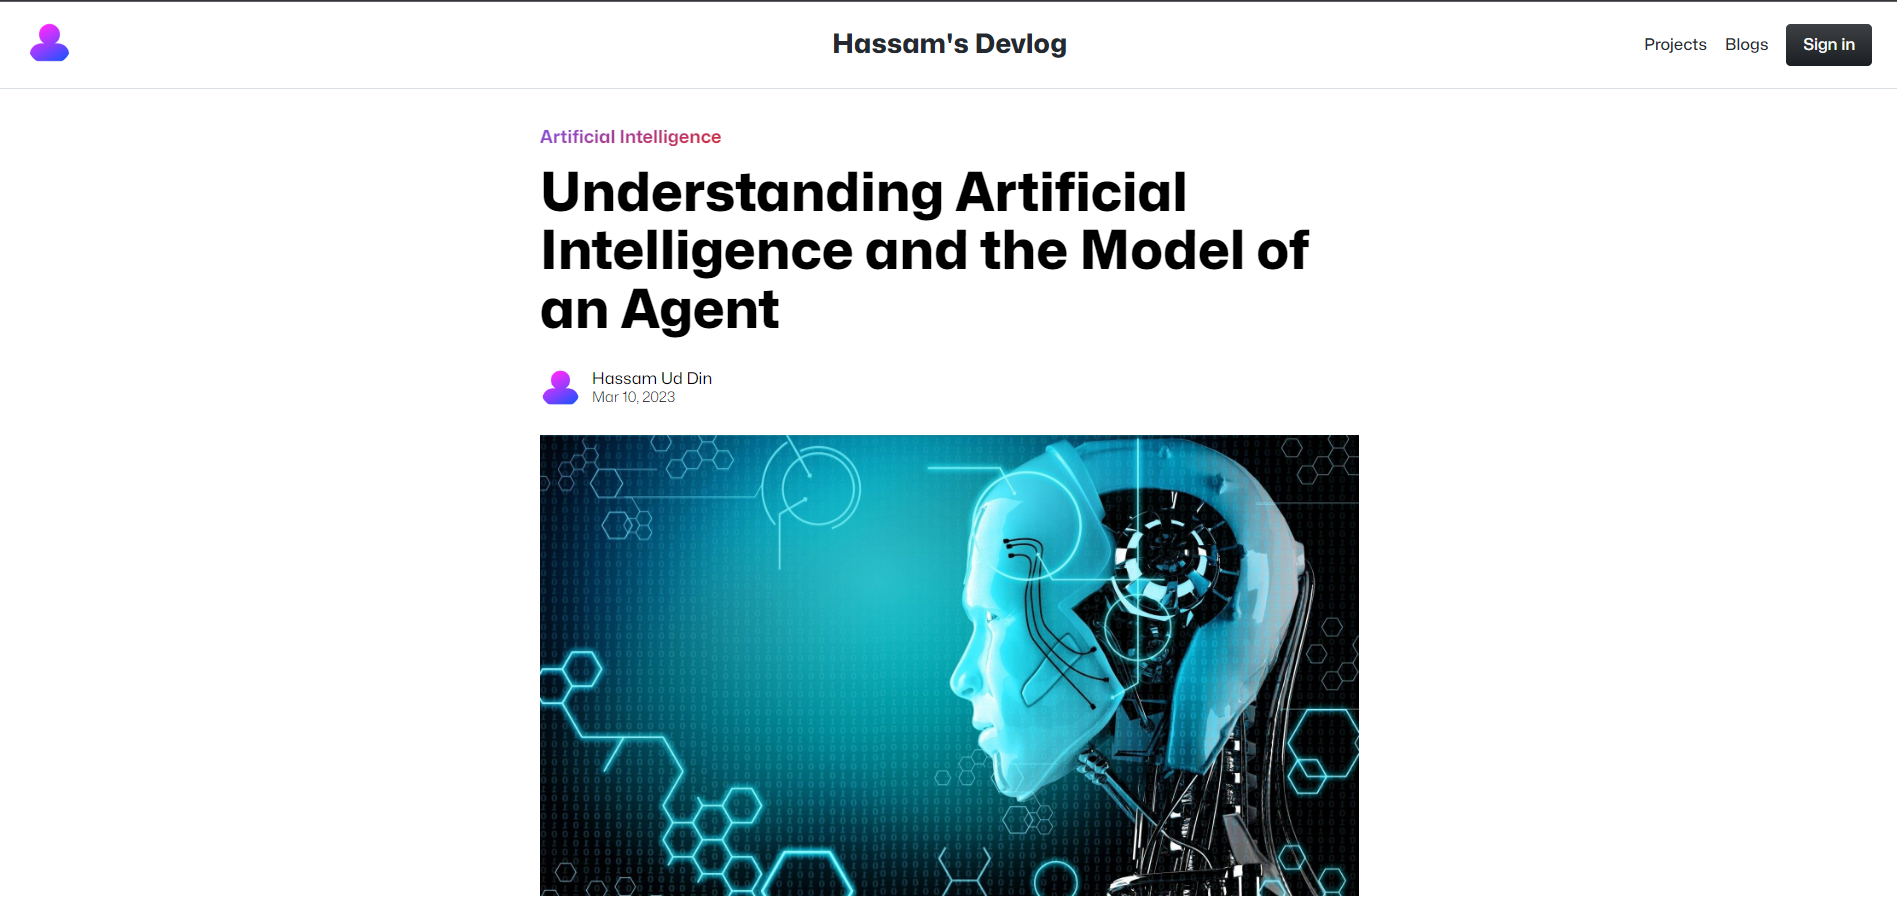 Hassam's Devlog
Projects
Blogs
Sign in
Artificial Intelligence
Understanding Artificial
Intelligence and the Model of
an Agent
Hassam Ud Din
Mar 10, 2023